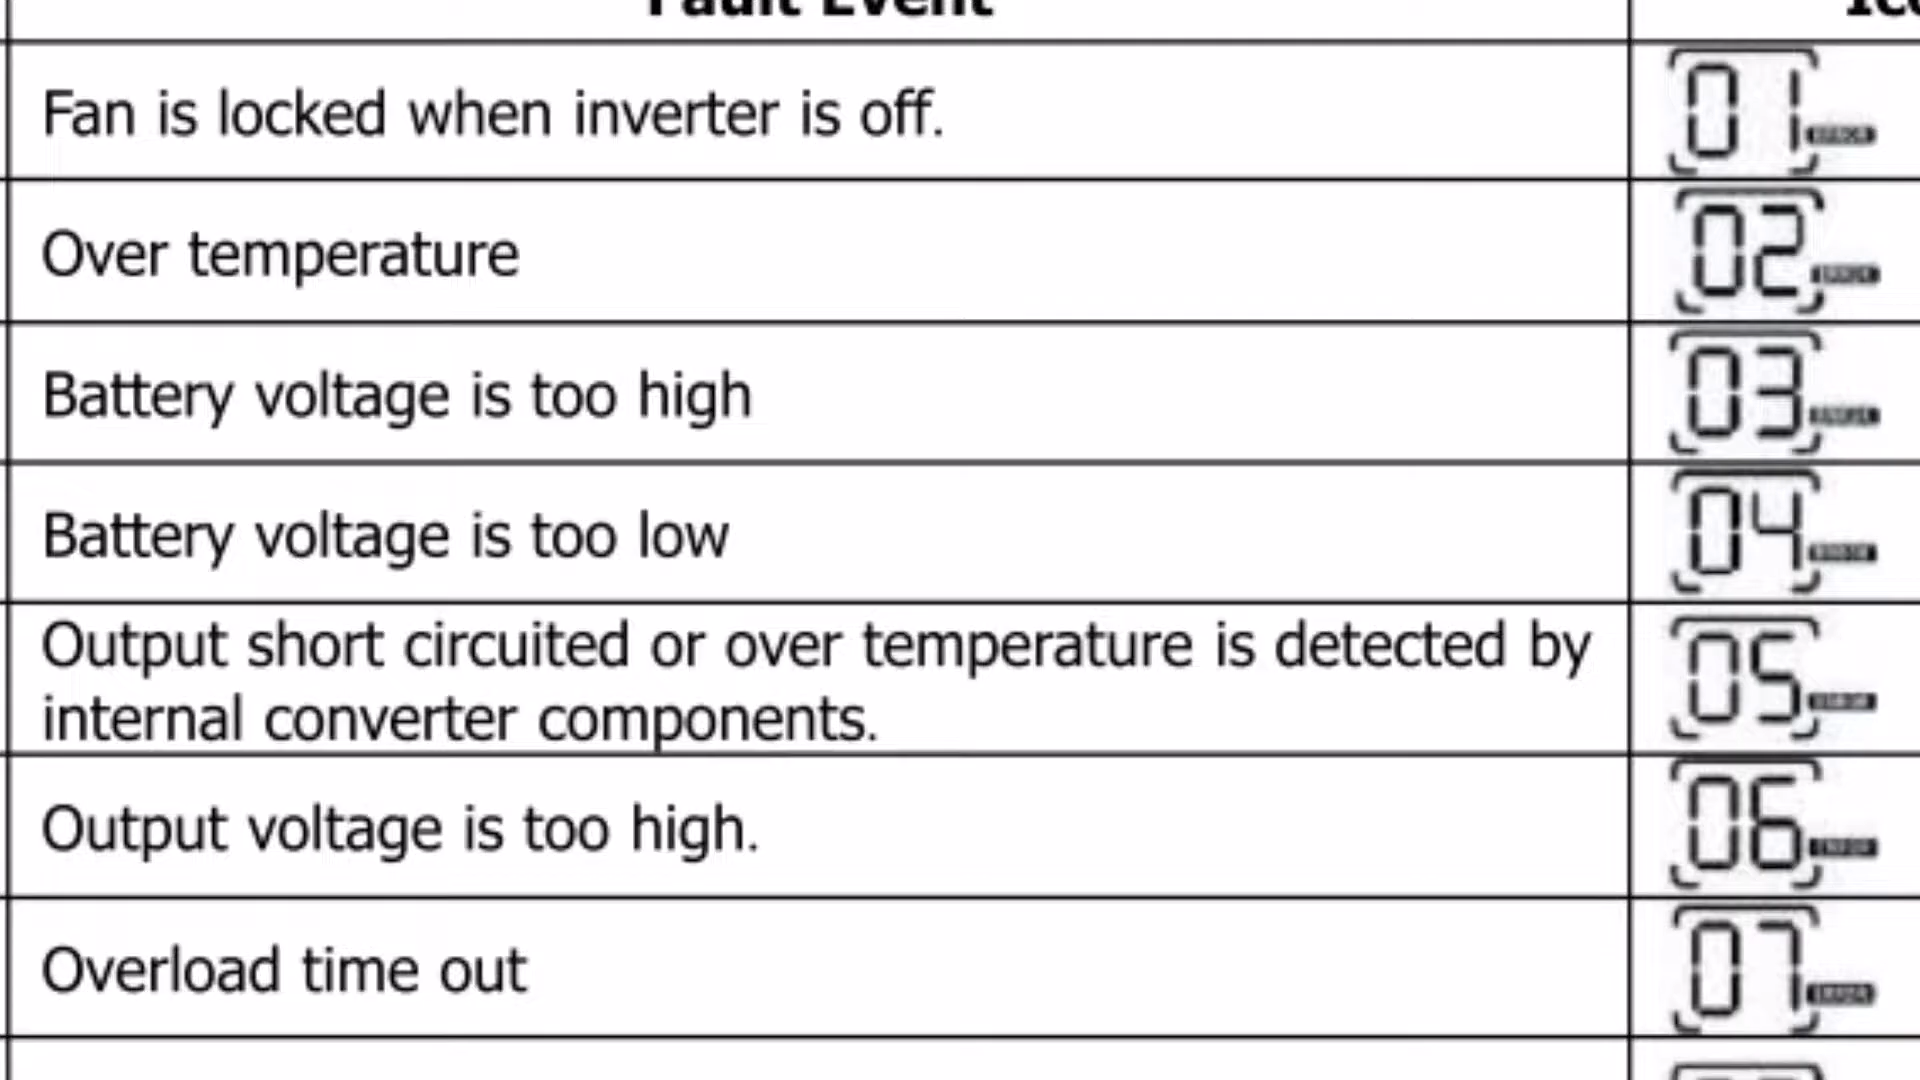 Fault Event
Fan is locked when inverter is off. 01
Over temperature 02
Battery voltage is too high 03
Battery voltage is too low 04
Output short circuited or over temperature is detected by
internal converter components. 05
Output voltage is too high. 06
Overload time out 07